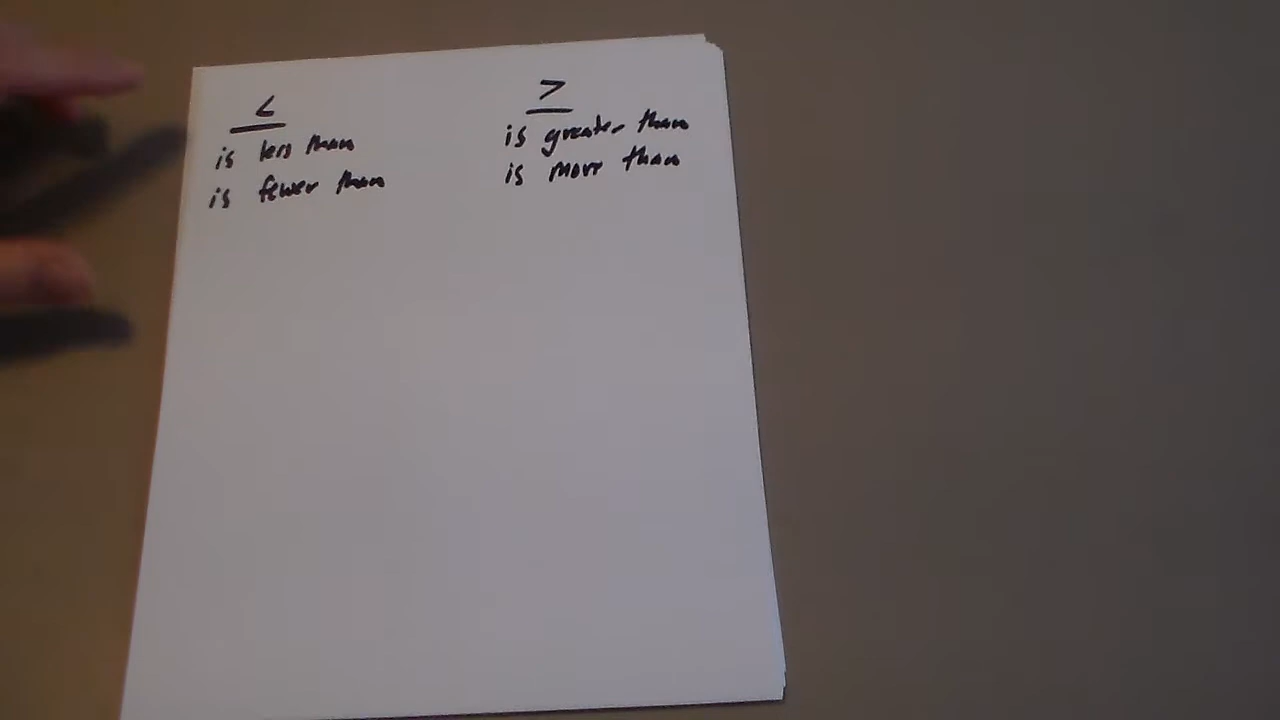 <
is less than
is fewer than
>
is greater than
is more than